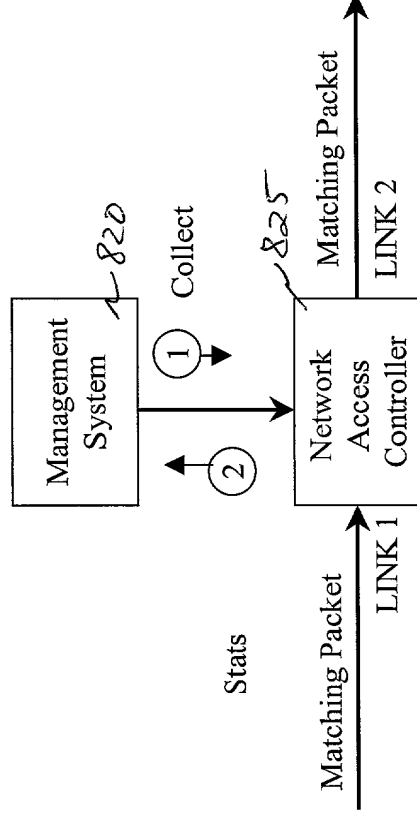 Management
System
820
Collect
1
2
Stats
825
Network
Access
Controller
Matching Packet
LINK 1
Matching Packet
LINK 2